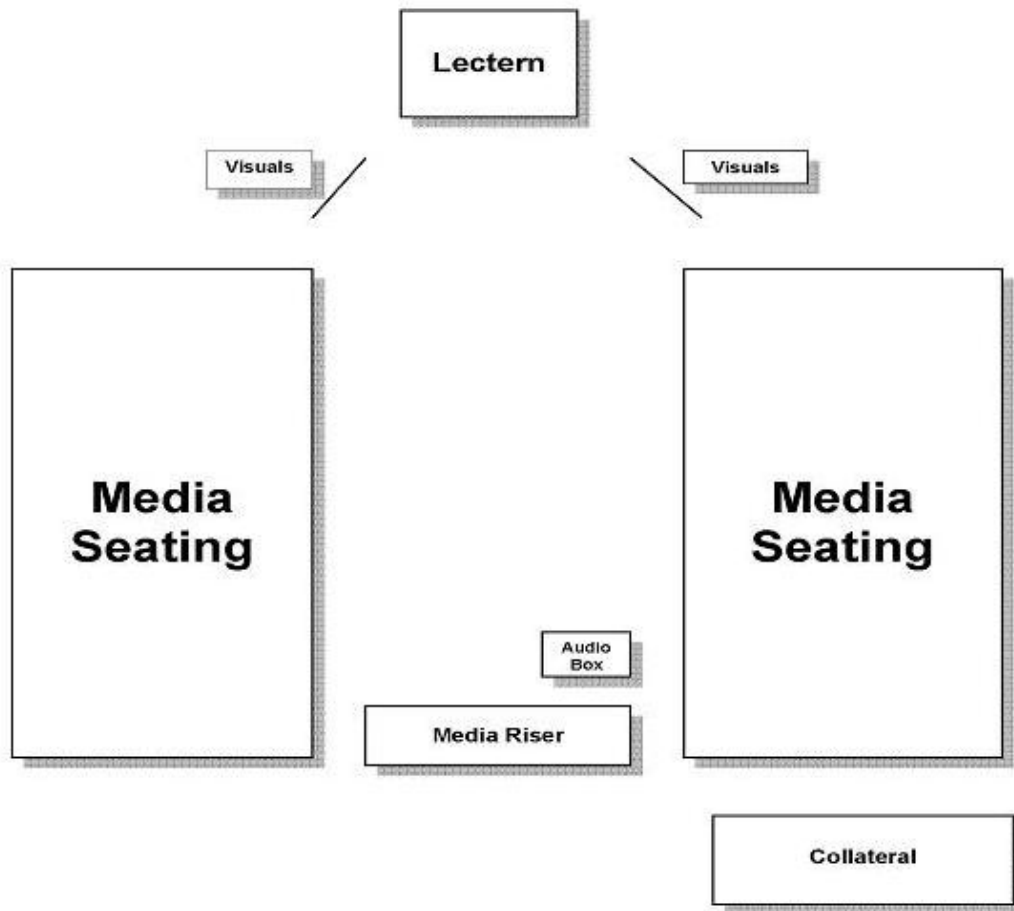 Lectern
Visuals
Visuals
Media
Seating
Media
Seating
Audio
Box
Media Riser
Collateral